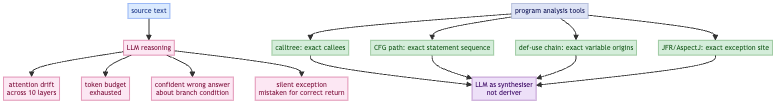 source text
program analysis tools
LLM reasoning
calltree: exact callees
CFG path: exact statement sequence
def-use chain: exact variable origins
JFR/AspectJ: exact exception site
attention drift
across 10 layers
token budget
exhausted
confident wrong answer
about branch condition
silent exception
mistaken for correct return
LLM as synthesiser
not deriver